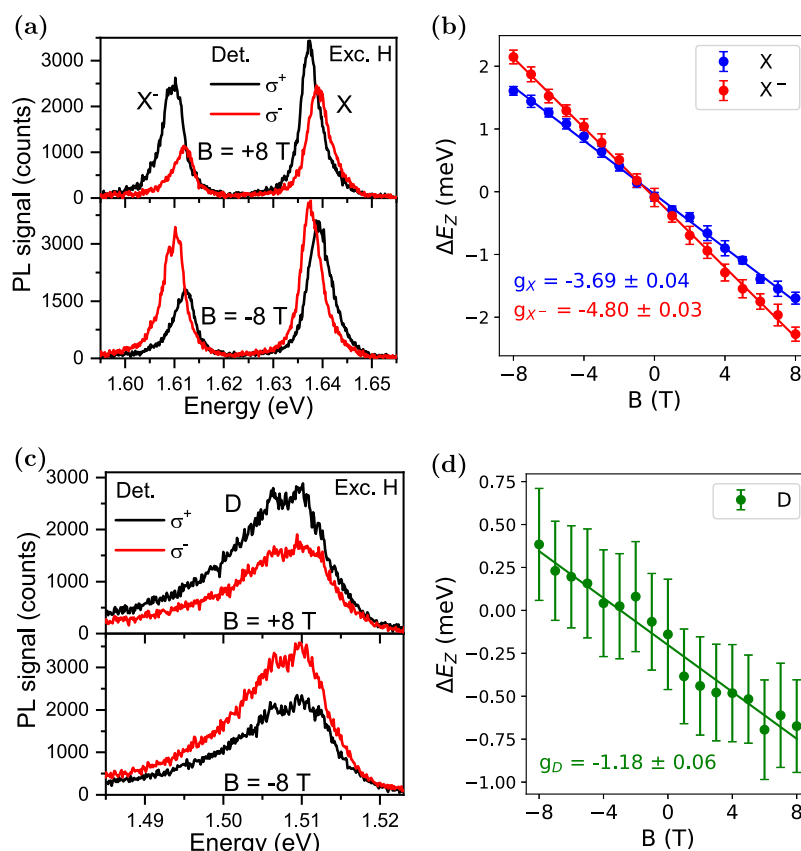 (a)
Det.
Exc. H
σ⁺
σ⁻
X⁻
X
B = +8 T
B = -8 T
3000
2000
1000
0
3000
1500
0
PL signal (counts)
1.60 1.61 1.62 1.63 1.64 1.65
Energy (eV)
(b)
X
X⁻
2
1
0
−1
−2
ΔE_Z (meV)
g_X = -3.69 ± 0.04
g_X⁻ = -4.80 ± 0.03
−8 −4 0 4 8
B (T)
(c)
Det.
D
Exc. H
σ⁺
σ⁻
B = +8 T
B = -8 T
3000
2000
1000
0
3000
2000
1000
0
PL signal (counts)
1.49 1.50 1.51 1.52
Energy (eV)
(d)
D
0.75
0.50
0.25
0.00
−0.25
−0.50
−0.75
−1.00
ΔE_Z (meV)
g_D = -1.18 ± 0.06
−8 −4 0 4 8
B (T)